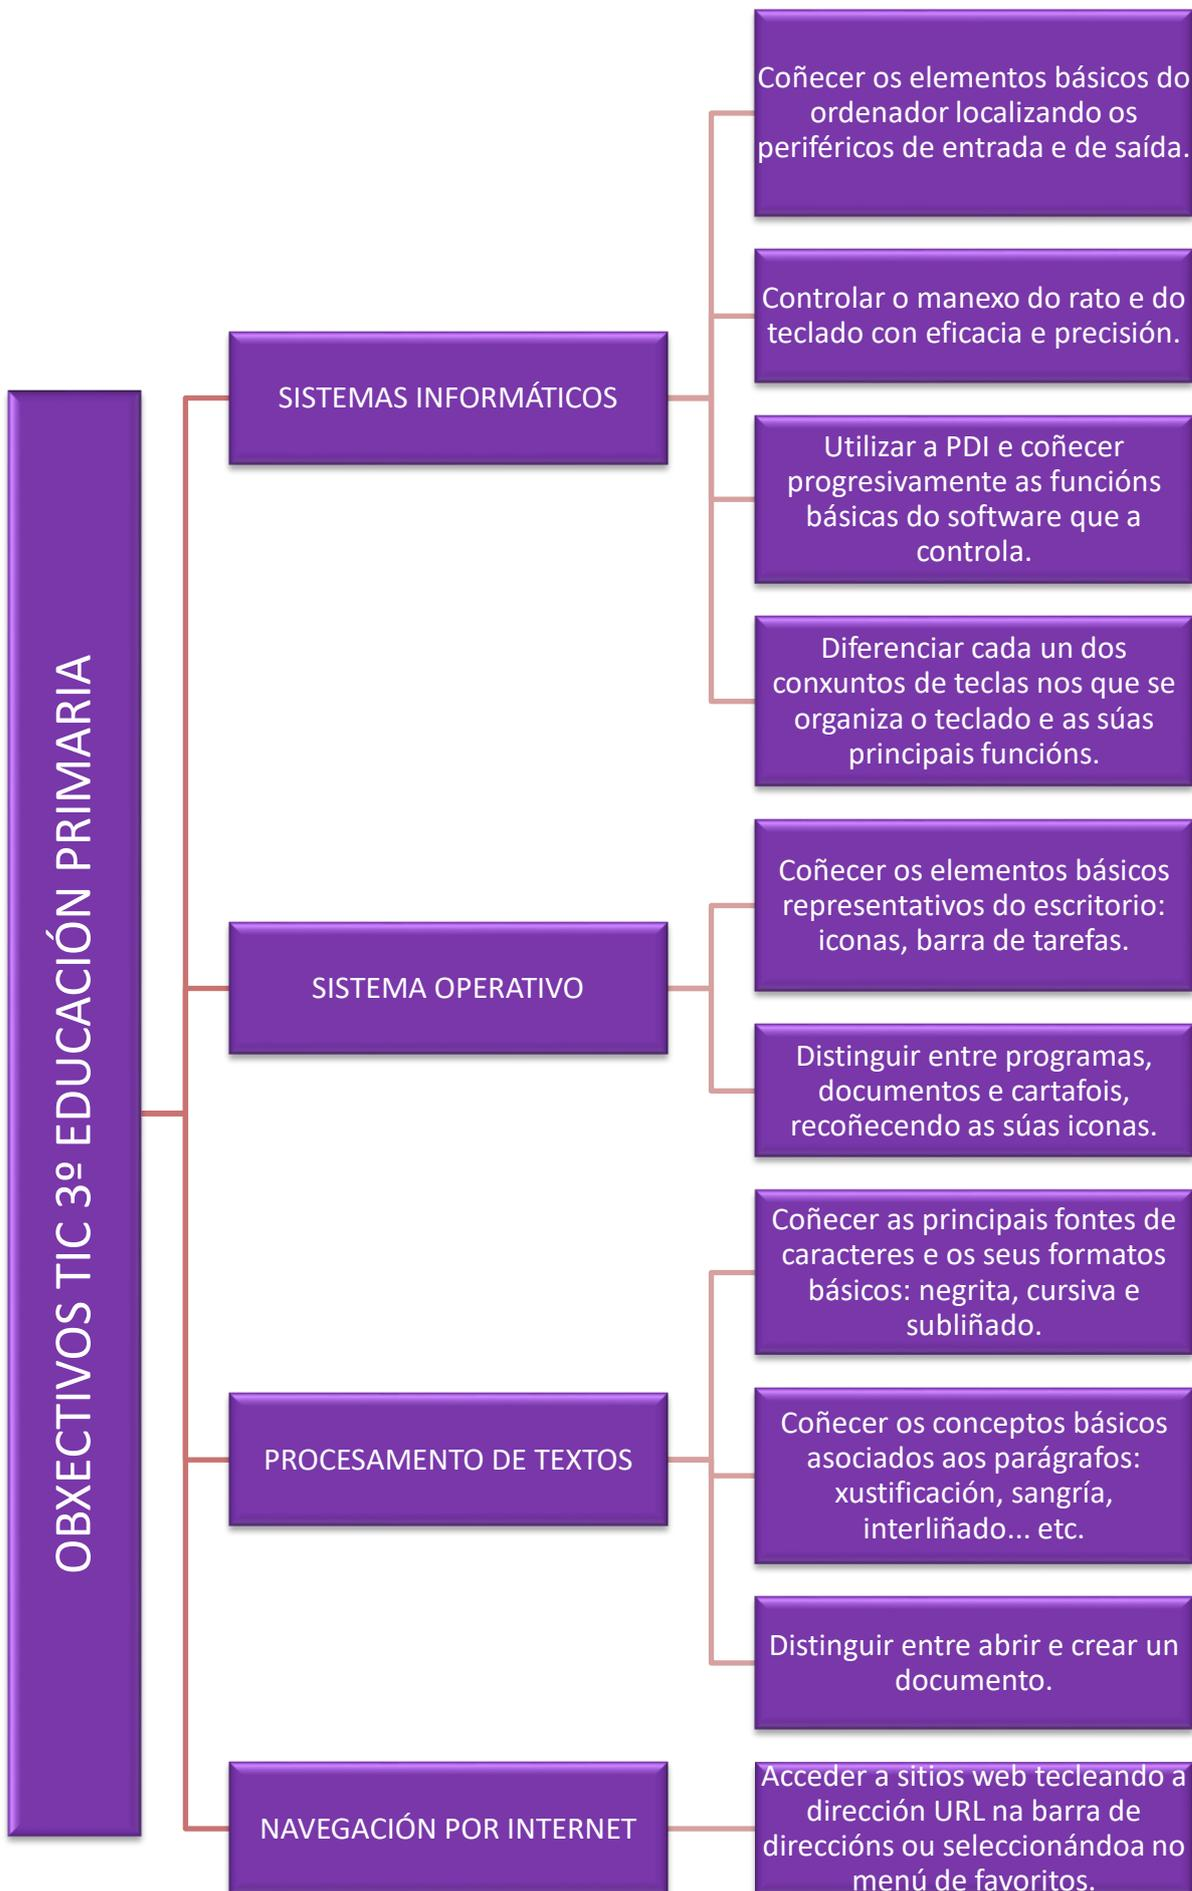 OBXECTIVOS TIC 3º EDUCACIÓN PRIMARIA
SISTEMAS INFORMÁTICOS
Coñecer os elementos básicos do
ordenador localizando os
periféricos de entrada e de saída.
Controlar o manexo do rato e do
teclado con eficacia e precisión.
Utilizar a PDI e coñecer
progresivamente as funcións
básicas do software que a
controla.
Diferenciar cada un dos
conxuntos de teclas nos que se
organiza o teclado e as súas
principais funcións.
SISTEMA OPERATIVO
Coñecer os elementos básicos
representativos do escritorio:
iconas, barra de tarefas.
Distinguir entre programas,
documentos e cartafois,
recoñecendo as súas iconas.
PROCESAMENTO DE TEXTOS
Coñecer as principais fontes de
caracteres e os seus formatos
básicos: negrita, cursiva e
subliñado.
Coñecer os conceptos básicos
asociados aos parágrafos:
xustificación, sangría,
interliñado... etc.
Distinguir entre abrir e crear un
documento.
NAVEGACIÓN POR INTERNET
Acceder a sitios web tecleando a
dirección URL na barra de
direccións ou seleccionándoa no
menú de favoritos.